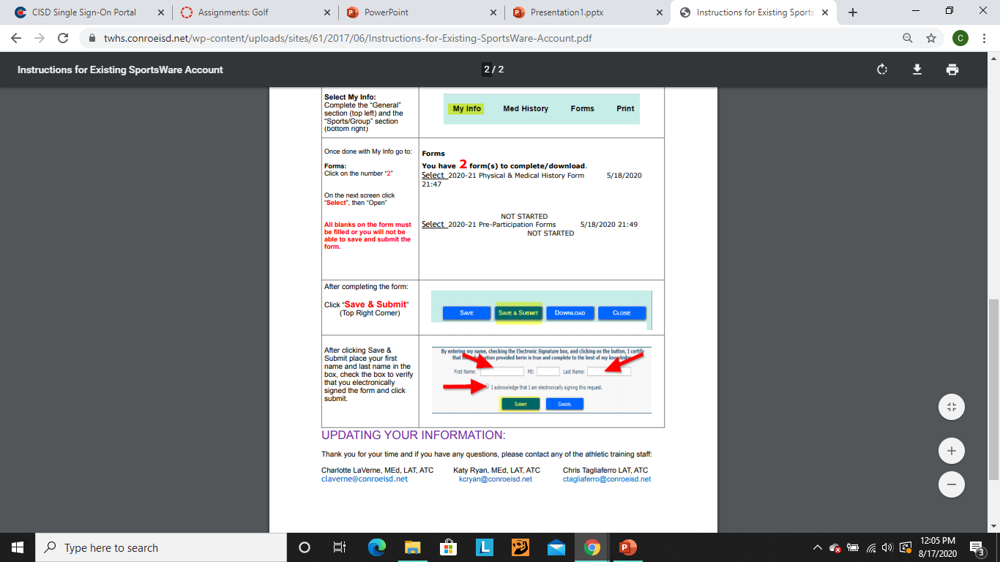 CISD Single Sign-On Portal
Assignments: Golf
PowerPoint
Presentation1.pptx
Instructions for Existing Sports
twhs.conroeisd.net/wp-content/uploads/sites/61/2017/06/Instructions-for-Existing-SportsWare-Account.pdf
C
Instructions for Existing SportsWare Account
2 / 2
Select My Info:
Complete the “General”
section (top left) and the
“Sports/Group” section
(bottom right)
My Info Med History Forms Print
Once done with My Info go to:
Forms:
Click on the number “2”
On the next screen click
“Select”, then “Open”
All blanks on the form must
be filled or you will not be
able to save and submit the
form.
Forms
You have 2 form(s) to complete/download.
Select 2020-21 Physical & Medical History Form 5/18/2020
21:47
NOT STARTED
Select 2020-21 Pre-Participation Forms 5/18/2020 21:49
NOT STARTED
After completing the form:
Click “Save & Submit”
(Top Right Corner)
SAVE SAVE & SUBMIT DOWNLOAD CLOSE
After clicking Save &
Submit place your first
name and last name in the
box, check the box to verify
that you electronically
signed the form and click
submit.
By entering my name, checking the Electronic Signature box, and clicking on the button, I certify
that provided herin is true and complete to the best of my knowledge
First Name: MI: Last Name:
I acknowledge that I am electronically signing this request.
SUBMIT CANCEL
UPDATING YOUR INFORMATION:
Thank you for your time and if you have any questions, please contact any of the athletic training staff:
Charlotte LaVerne, MEd, LAT, ATC Katy Ryan, MEd, LAT, ATC Chris Tagliaferro LAT, ATC
claverne@conroeisd.net kcryan@conroeisd.net ctagliaferro@conroeisd.net
Type here to search
12:05 PM
8/17/2020
3